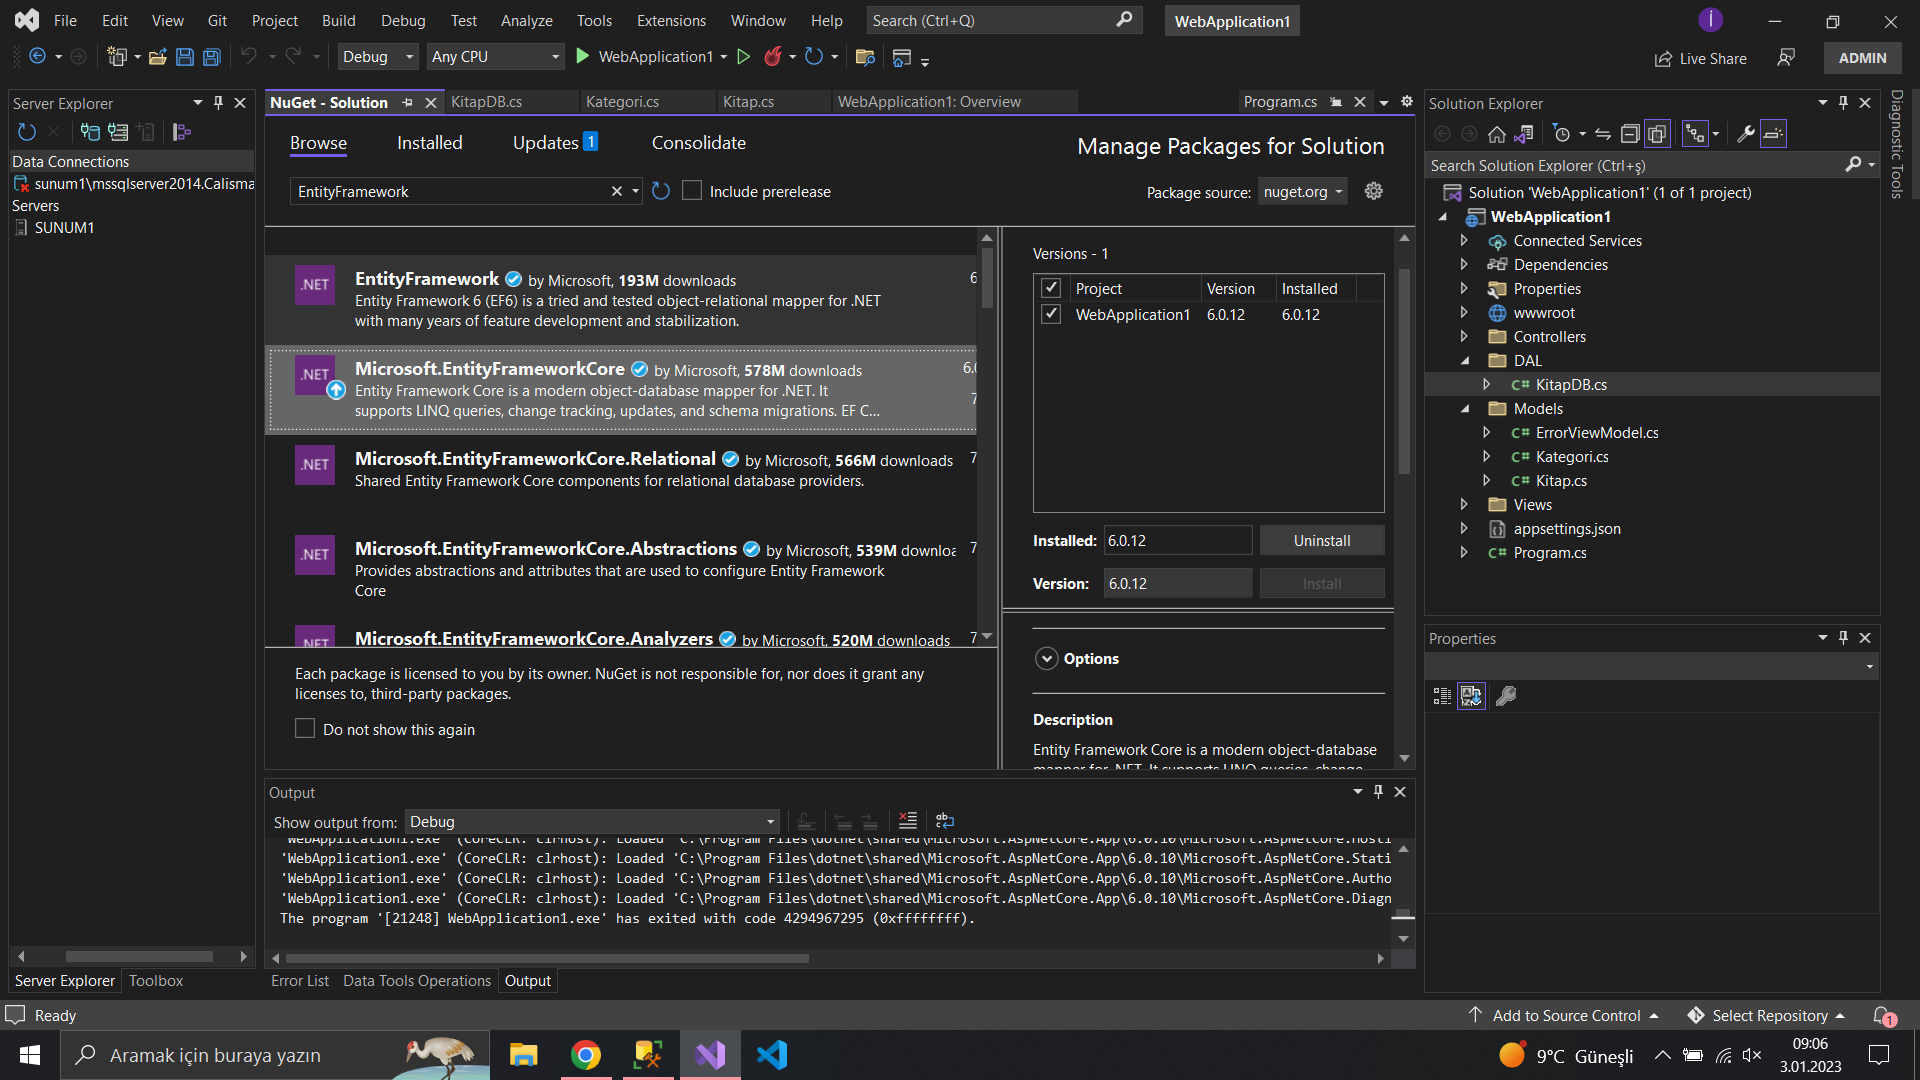 File Edit View Git Project Build Debug Test Analyze Tools Extensions Window Help Search (Ctrl+Q) WebApplication1 İ
Debug Any CPU WebApplication1 Live Share ADMIN
Server Explorer
Data Connections
sunum1\mssqlserver2014.Calisma
Servers
SUNUM1
NuGet - Solution KitapDB.cs Kategori.cs Kitap.cs WebApplication1: Overview Program.cs
Browse Installed Updates 1 Consolidate Manage Packages for Solution
EntityFramework Include prerelease Package source: nuget.org
.NET EntityFramework by Microsoft, 193M downloads 6
Entity Framework 6 (EF6) is a tried and tested object-relational mapper for .NET
with many years of feature development and stabilization.
.NET Microsoft.EntityFrameworkCore by Microsoft, 578M downloads 6.0
Entity Framework Core is a modern object-database mapper for .NET. It
supports LINQ queries, change tracking, updates, and schema migrations. EF C... 7
.NET Microsoft.EntityFrameworkCore.Relational by Microsoft, 566M downloads 7
Shared Entity Framework Core components for relational database providers.
.NET Microsoft.EntityFrameworkCore.Abstractions by Microsoft, 539M downloa 7
Provides abstractions and attributes that are used to configure Entity Framework
Core
.NET Microsoft.EntityFrameworkCore.Analyzers by Microsoft, 520M downloads 7
Each package is licensed to you by its owner. NuGet is not responsible for, nor does it grant any
licenses to, third-party packages.
Do not show this again
Versions - 1
Project Version Installed
WebApplication1 6.0.12 6.0.12
Installed: 6.0.12 Uninstall
Version: 6.0.12 Install
Options
Description
Entity Framework Core is a modern object-database
mapper for .NET. It supports LINQ queries, change
Output
Show output from: Debug
'WebApplication1.exe' (CoreCLR: clrhost): Loaded 'C:\Program Files\dotnet\shared\Microsoft.AspNetCore.App\6.0.10\Microsoft.AspNetCore.Hosti
'WebApplication1.exe' (CoreCLR: clrhost): Loaded 'C:\Program Files\dotnet\shared\Microsoft.AspNetCore.App\6.0.10\Microsoft.AspNetCore.Stati
'WebApplication1.exe' (CoreCLR: clrhost): Loaded 'C:\Program Files\dotnet\shared\Microsoft.AspNetCore.App\6.0.10\Microsoft.AspNetCore.Autho
'WebApplication1.exe' (CoreCLR: clrhost): Loaded 'C:\Program Files\dotnet\shared\Microsoft.AspNetCore.App\6.0.10\Microsoft.AspNetCore.Diagn
The program '[21248] WebApplication1.exe' has exited with code 4294967295 (0xffffffff).
Server Explorer Toolbox
Error List Data Tools Operations Output
Solution Explorer
Search Solution Explorer (Ctrl+ş)
Solution 'WebApplication1' (1 of 1 project)
WebApplication1
Connected Services
Dependencies
Properties
wwwroot
Controllers
DAL
C# KitapDB.cs
Models
C# ErrorViewModel.cs
C# Kategori.cs
C# Kitap.cs
Views
appsettings.json
C# Program.cs
Properties
Diagnostic Tools
Ready Add to Source Control Select Repository 1
Aramak için buraya yazın 9°C Güneşli 09:06
3.01.2023